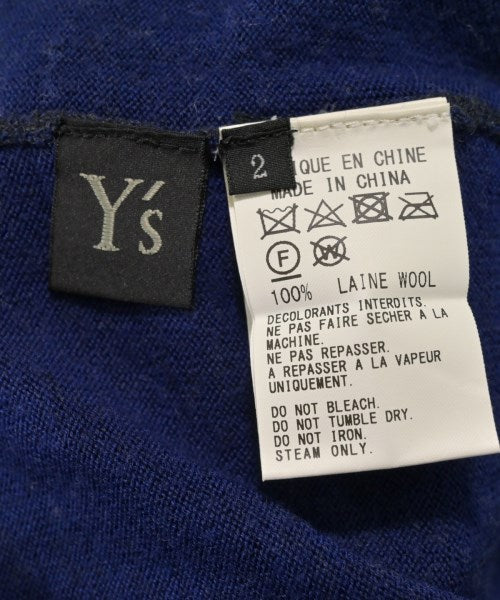 Y's
2
IQUE EN CHINE
MADE IN CHINA
F
W
100% LAINE WOOL
DECOLORANTS INTERDITS.
NE PAS FAIRE SECHER A LA
MACHINE.
NE PAS REPASSER.
A REPASSER A LA VAPEUR
UNIQUEMENT.
DO NOT BLEACH.
DO NOT TUMBLE DRY.
DO NOT IRON.
STEAM ONLY.